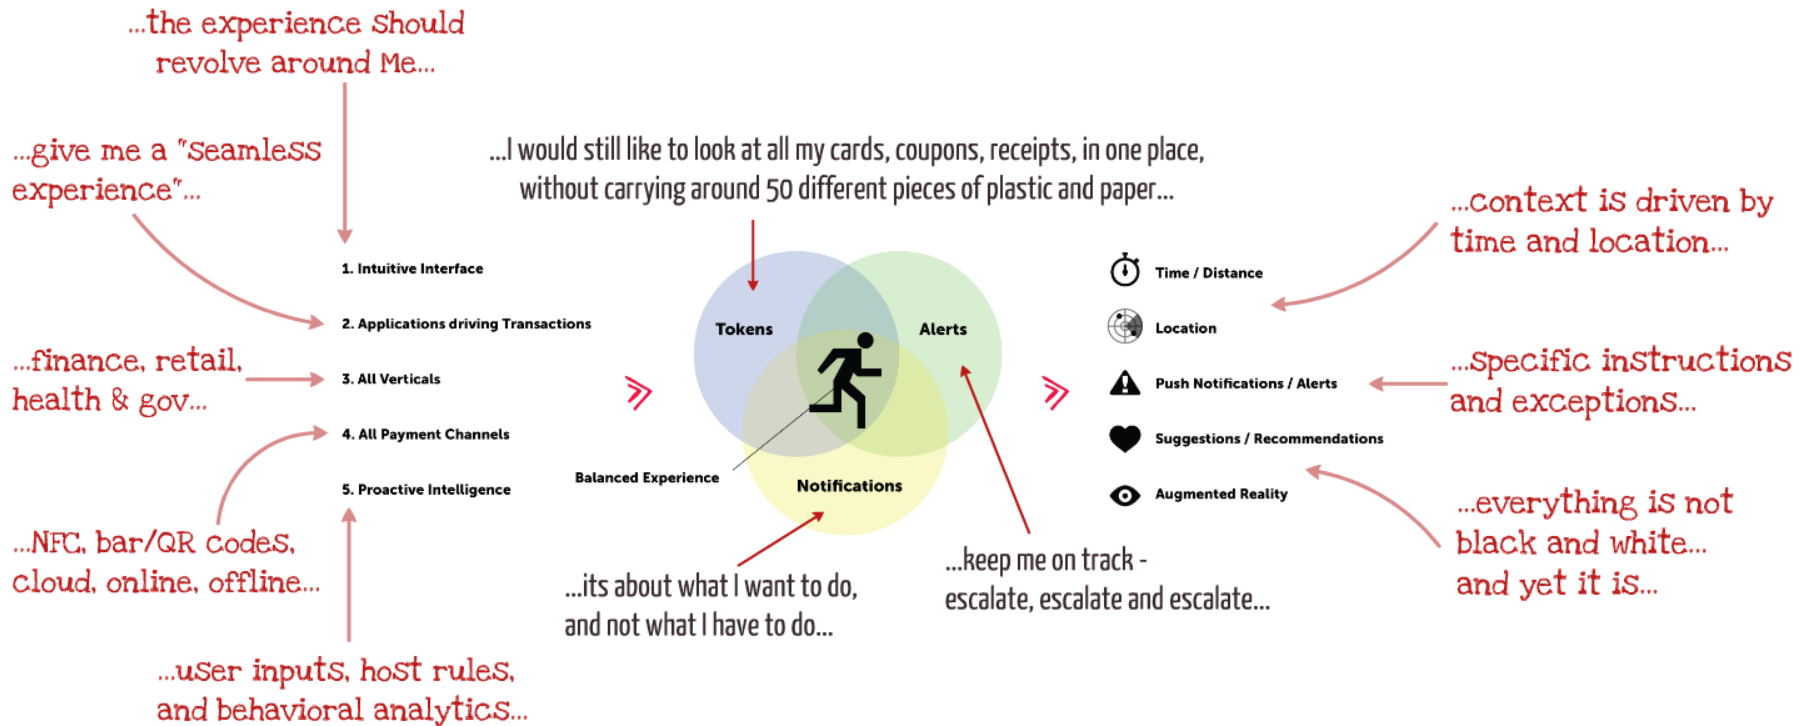 ...the experience should
revolve around Me...
...give me a "seamless
experience"...
...finance, retail,
health & gov...
...NFC, bar/QR codes,
cloud, online, offline...
...user inputs, host rules,
and behavioral analytics...
1. Intuitive Interface
2. Applications driving Transactions
3. All Verticals
4. All Payment Channels
5. Proactive Intelligence
...I would still like to look at all my cards, coupons, receipts, in one place,
without carrying around 50 different pieces of plastic and paper...
Tokens
Alerts
Notifications
Balanced Experience
...its about what I want to do,
and not what I have to do...
...keep me on track -
escalate, escalate and escalate...
Time / Distance
Location
Push Notifications / Alerts
Suggestions / Recommendations
Augmented Reality
...context is driven by
time and location...
...specific instructions
and exceptions...
...everything is not
black and white...
and yet it is...